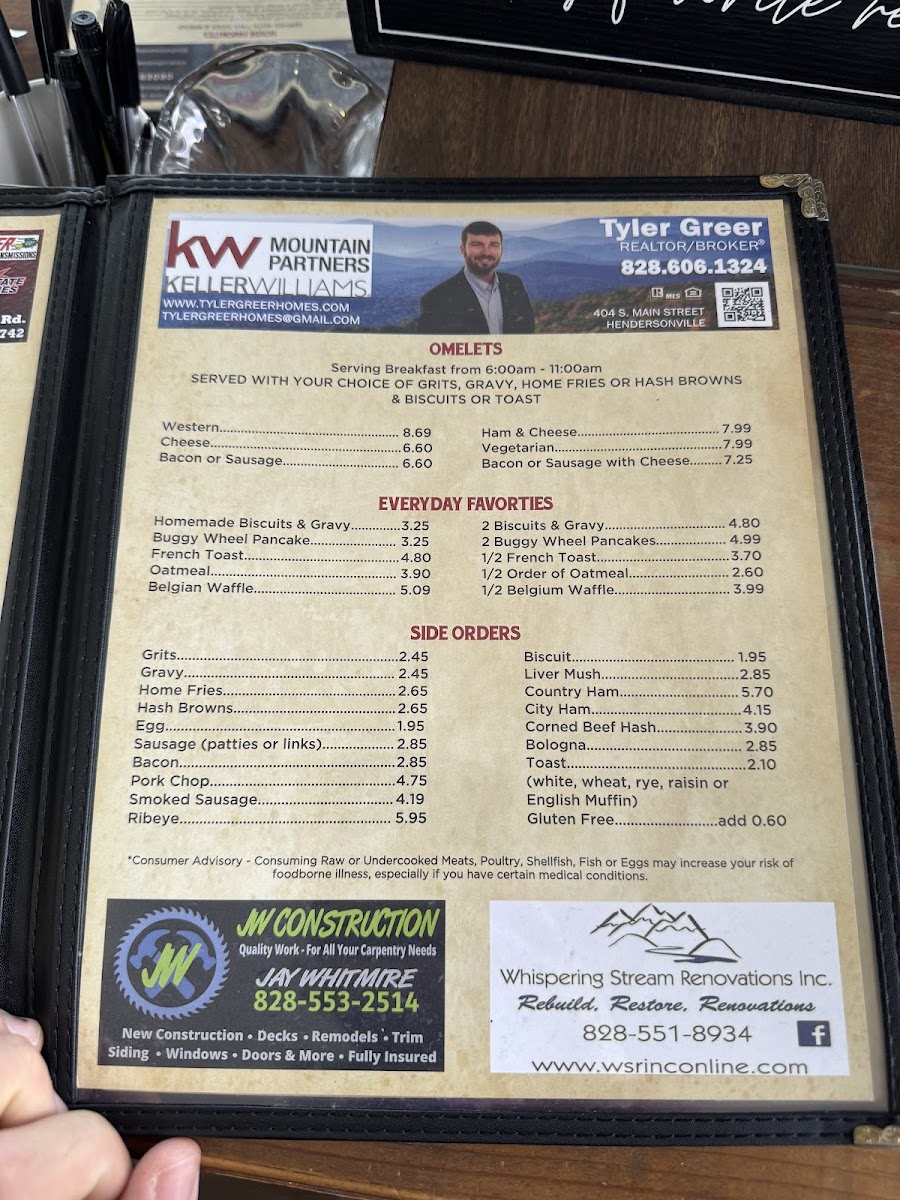 kw MOUNTAIN
PARTNERS
KELLERWILLIAMS.
WWW.TYLERGREERHOMES.COM
TYLERGREERHOMES@GMAIL.COM
Tyler Greer
REALTOR/BROKER®
828.606.1324
MLS
404 S. MAIN STREET
HENDERSONVILLE
Rd.
742
OMELETS
Serving Breakfast from 6:00am - 11:00am
SERVED WITH YOUR CHOICE OF GRITS, GRAVY, HOME FRIES OR HASH BROWNS
& BISCUITS OR TOAST
Western........................................ 8.69
Cheese..........................................6.60
Bacon or Sausage.......................... 6.60
Ham & Cheese...............................7.99
Vegetarian.....................................7.99
Bacon or Sausage with Cheese........7.25
EVERYDAY FAVORTIES
Homemade Biscuits & Gravy............3.25
Buggy Wheel Pancake.................... 3.25
French Toast..................................4.80
Oatmeal........................................ 3.90
Belgian Waffle............................... 5.09
2 Biscuits & Gravy.......................... 4.80
2 Buggy Wheel Pancakes............... 4.99
1/2 French Toast............................3.70
1/2 Order of Oatmeal..................... 2.60
1/2 Belgium Waffle........................ 3.99
SIDE ORDERS
Grits..............................................2.45
Gravy............................................ 2.45
Home Fries....................................2.65
Hash Browns..................................2.65
Egg................................................1.95
Sausage (patties or links)................ 2.85
Bacon............................................2.85
Pork Chop......................................4.75
Smoked Sausage............................ 4.19
Ribeye........................................... 5.95
Biscuit........................................... 1.95
Liver Mush.....................................2.85
Country Ham................................. 5.70
City Ham........................................4.15
Corned Beef Hash..........................3.90
Bologna......................................... 2.85
Toast..............................................2.10
(white, wheat, rye, raisin or
English Muffin)
Gluten Free......................add 0.60
*Consumer Advisory - Consuming Raw or Undercooked Meats, Poultry, Shellfish, Fish or Eggs may increase your risk of
foodborne illness, especially if you have certain medical conditions.
JW
JW CONSTRUCTION
Quality Work - For All Your Carpentry Needs
JAY WHITMIRE
828-553-2514
New Construction • Decks • Remodels • Trim
Siding • Windows • Doors & More • Fully Insured
Whispering Stream Renovations Inc.
Rebuild. Restore. Renovations
828-551-8934
f
www.wsrinconline.com